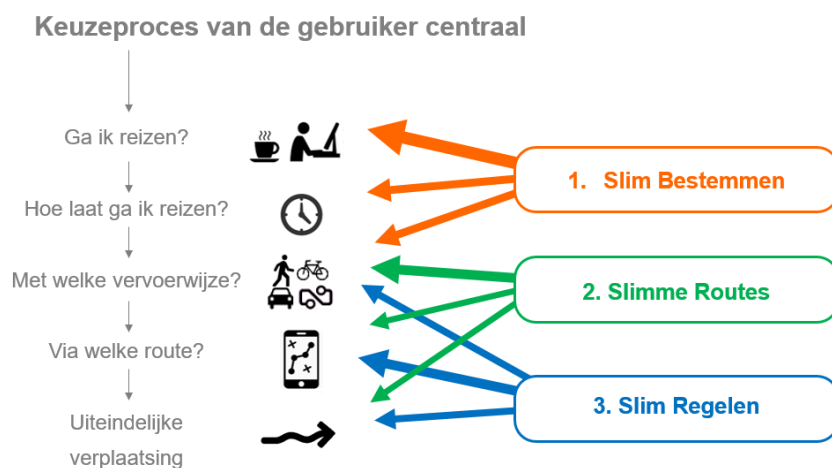 Keuzeproces van de gebruiker centraal
Ga ik reizen?
Hoe laat ga ik reizen?
Met welke vervoerwijze?
Via welke route?
Uiteindelijke
verplaatsing
1. Slim Bestemmen
2. Slimme Routes
3. Slim Regelen